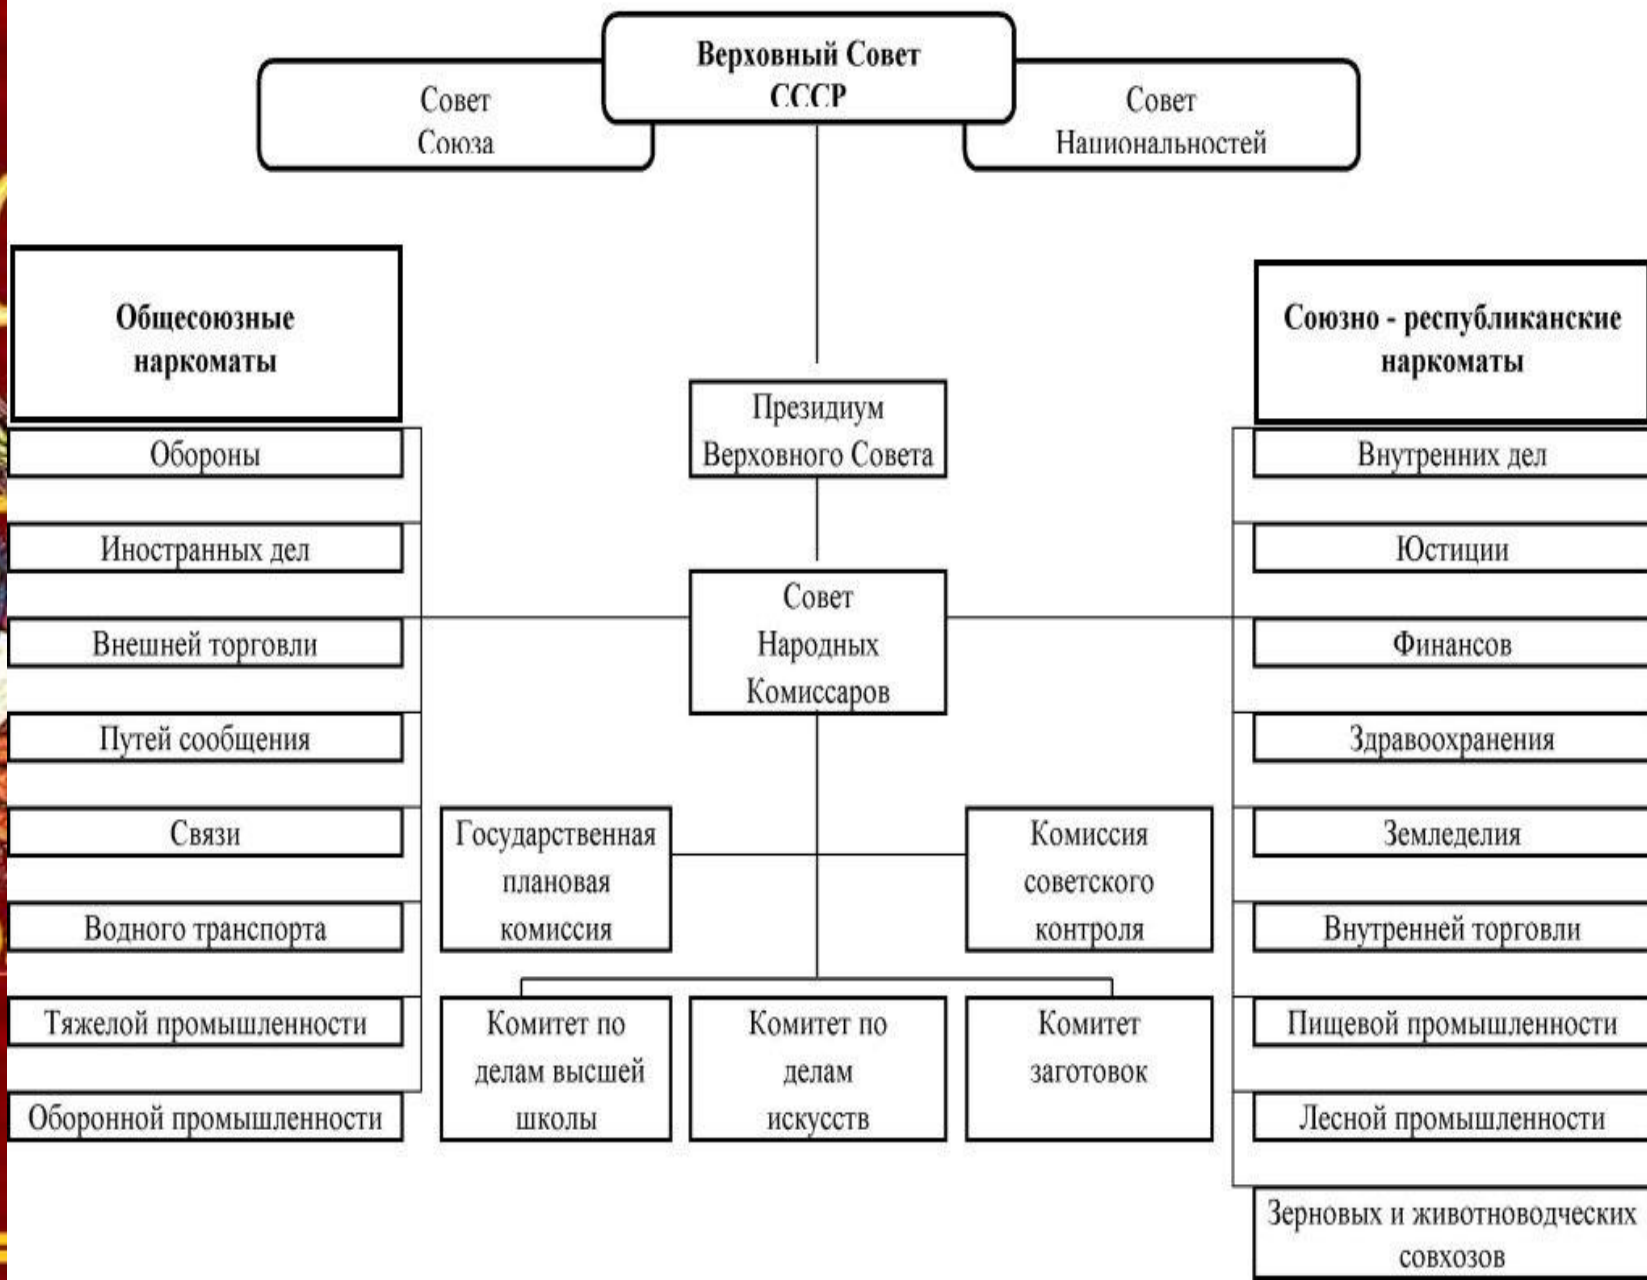 Верховный Совет
СССР
Совет
Союза
Совет
Национальностей
Общесоюзные
наркоматы
Обороны
Иностранных дел
Внешней торговли
Путей сообщения
Связи
Водного транспорта
Тяжелой промышленности
Оборонной промышленности
Президиум
Верховного Совета
Совет
Народных
Комиссаров
Государственная
плановая
комиссия
Комиссия
советского
контроля
Комитет по
делам высшей
школы
Комитет по
делам
искусств
Комитет
заготовок
Союзно - республиканские
наркоматы
Внутренних дел
Юстиции
Финансов
Здравоохранения
Земледелия
Внутренней торговли
Пищевой промышленности
Лесной промышленности
Зерновых и животноводческих
совхозов